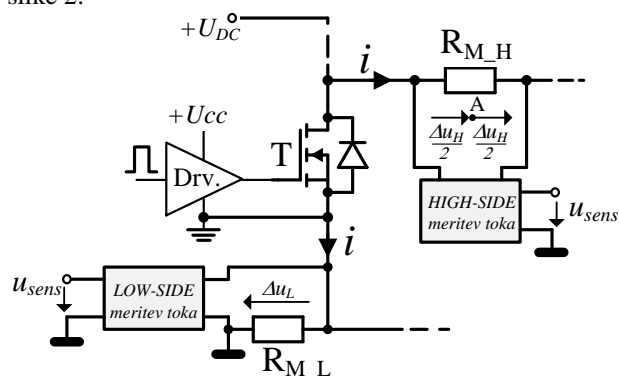 slike 2.
+U_DC
R_M_H
i
A
Δu_H/2 Δu_H/2
+Ucc
T
Drv.
HIGH-SIDE
meritev toka
u_sens
i
u_sens
LOW-SIDE
meritev toka
Δu_L
R_M_L